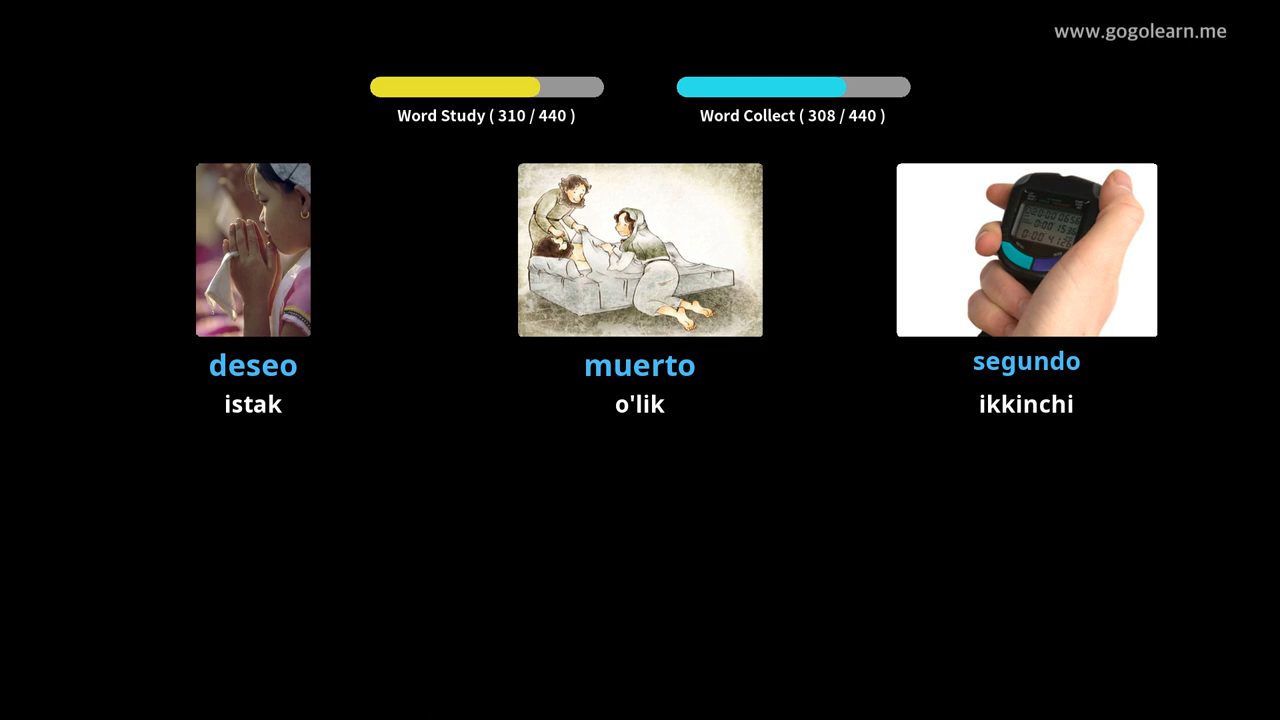 www.gogolearn.me
Word Study ( 310 / 440 )
Word Collect ( 308 / 440 )
deseo
istak
muerto
o'lik
segundo
ikkinchi